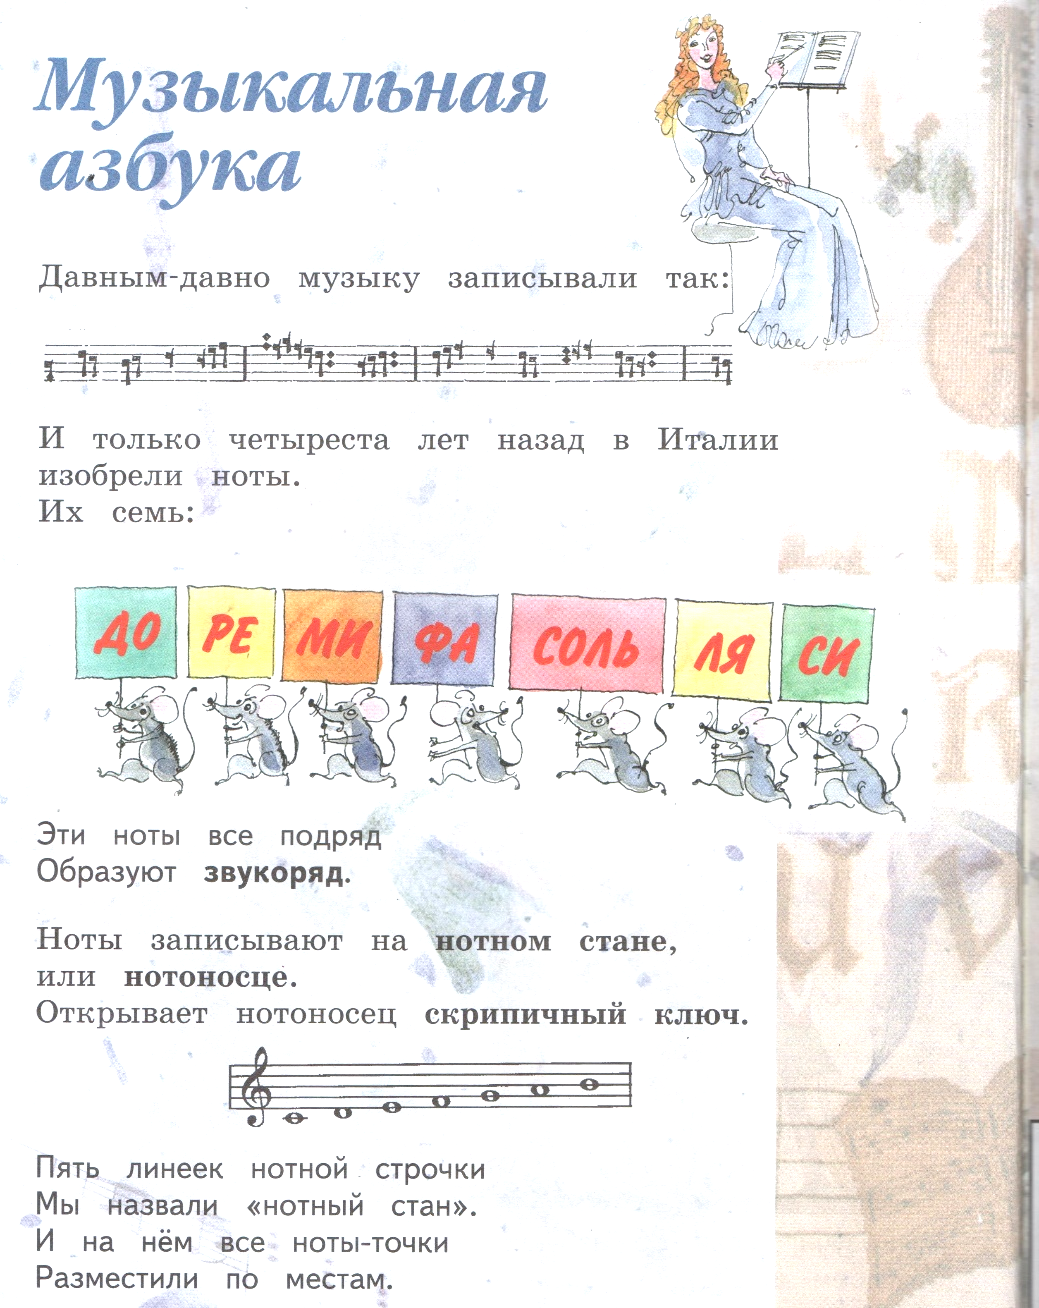 Музыкальная
азбука
Давным-давно музыку записывали так:
И только четыреста лет назад в Италии
изобрели ноты.
Их семь:
ДО РЕ МИ ФА СОЛЬ ЛЯ СИ
Эти ноты все подряд
Образуют звукоряд.
Ноты записывают на нотном стане,
или нотоносце.
Открывает нотоносец скрипичный ключ.
Пять линеек нотной строчки
Мы назвали «нотный стан».
И на нём все ноты-точки
Разместили по местам.